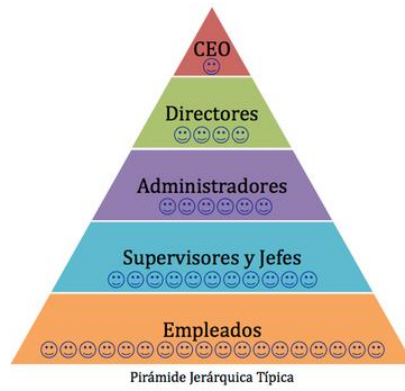 CEO
Directores
Administradores
Supervisores y Jefes
Empleados
Pirámide Jerárquica Típica